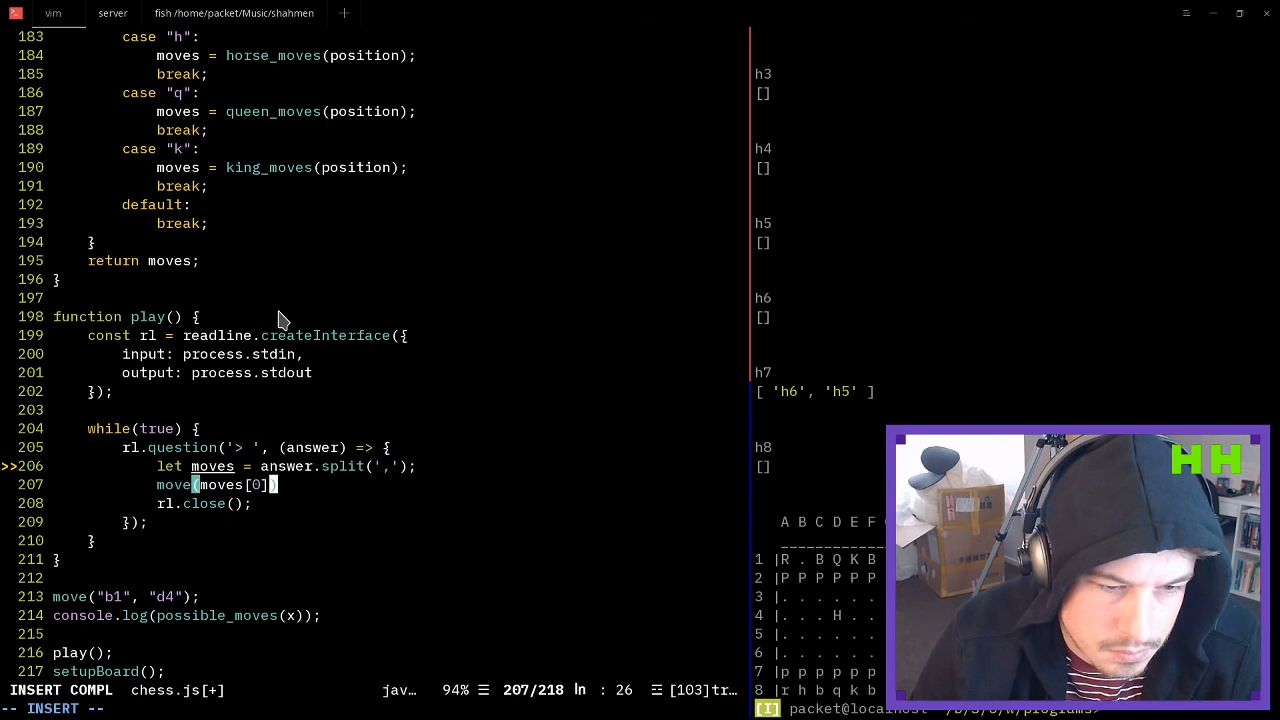 vim server fish /home/packet/Music/shahmen
183 case "h":
184 moves = horse_moves(position);
185 break;
186 case "q":
187 moves = queen_moves(position);
188 break;
189 case "k":
190 moves = king_moves(position);
191 break;
192 default:
193 break;
194 }
195 return moves;
196 }
197
198 function play() {
199 const rl = readline.createInterface({
200 input: process.stdin,
201 output: process.stdout
202 });
203
204 while(true) {
205 rl.question('> ', (answer) => {
>>206 let moves = answer.split(',');
207 move(moves[0])
208 rl.close();
209 });
210 }
211 }
212
213 move("b1", "d4");
214 console.log(possible_moves(x));
215
216 play();
217 setupBoard();
INSERT COMPL chess.js[+] jav… 94% ☰ 207/218 ln : 26 ☲ [103]tr…
-- INSERT --
h3
[]
h4
[]
h5
[]
h6
[]
h7
[ 'h6', 'h5' ]
h8
[]
A B C D E F
1 |R . B Q K B
2 |P P P P P P
3 |. . . . . .
4 |. . . H . .
5 |. . . . . .
6 |. . . . . .
7 |p p p p p p
8 |r h b q k b
[I]
HH